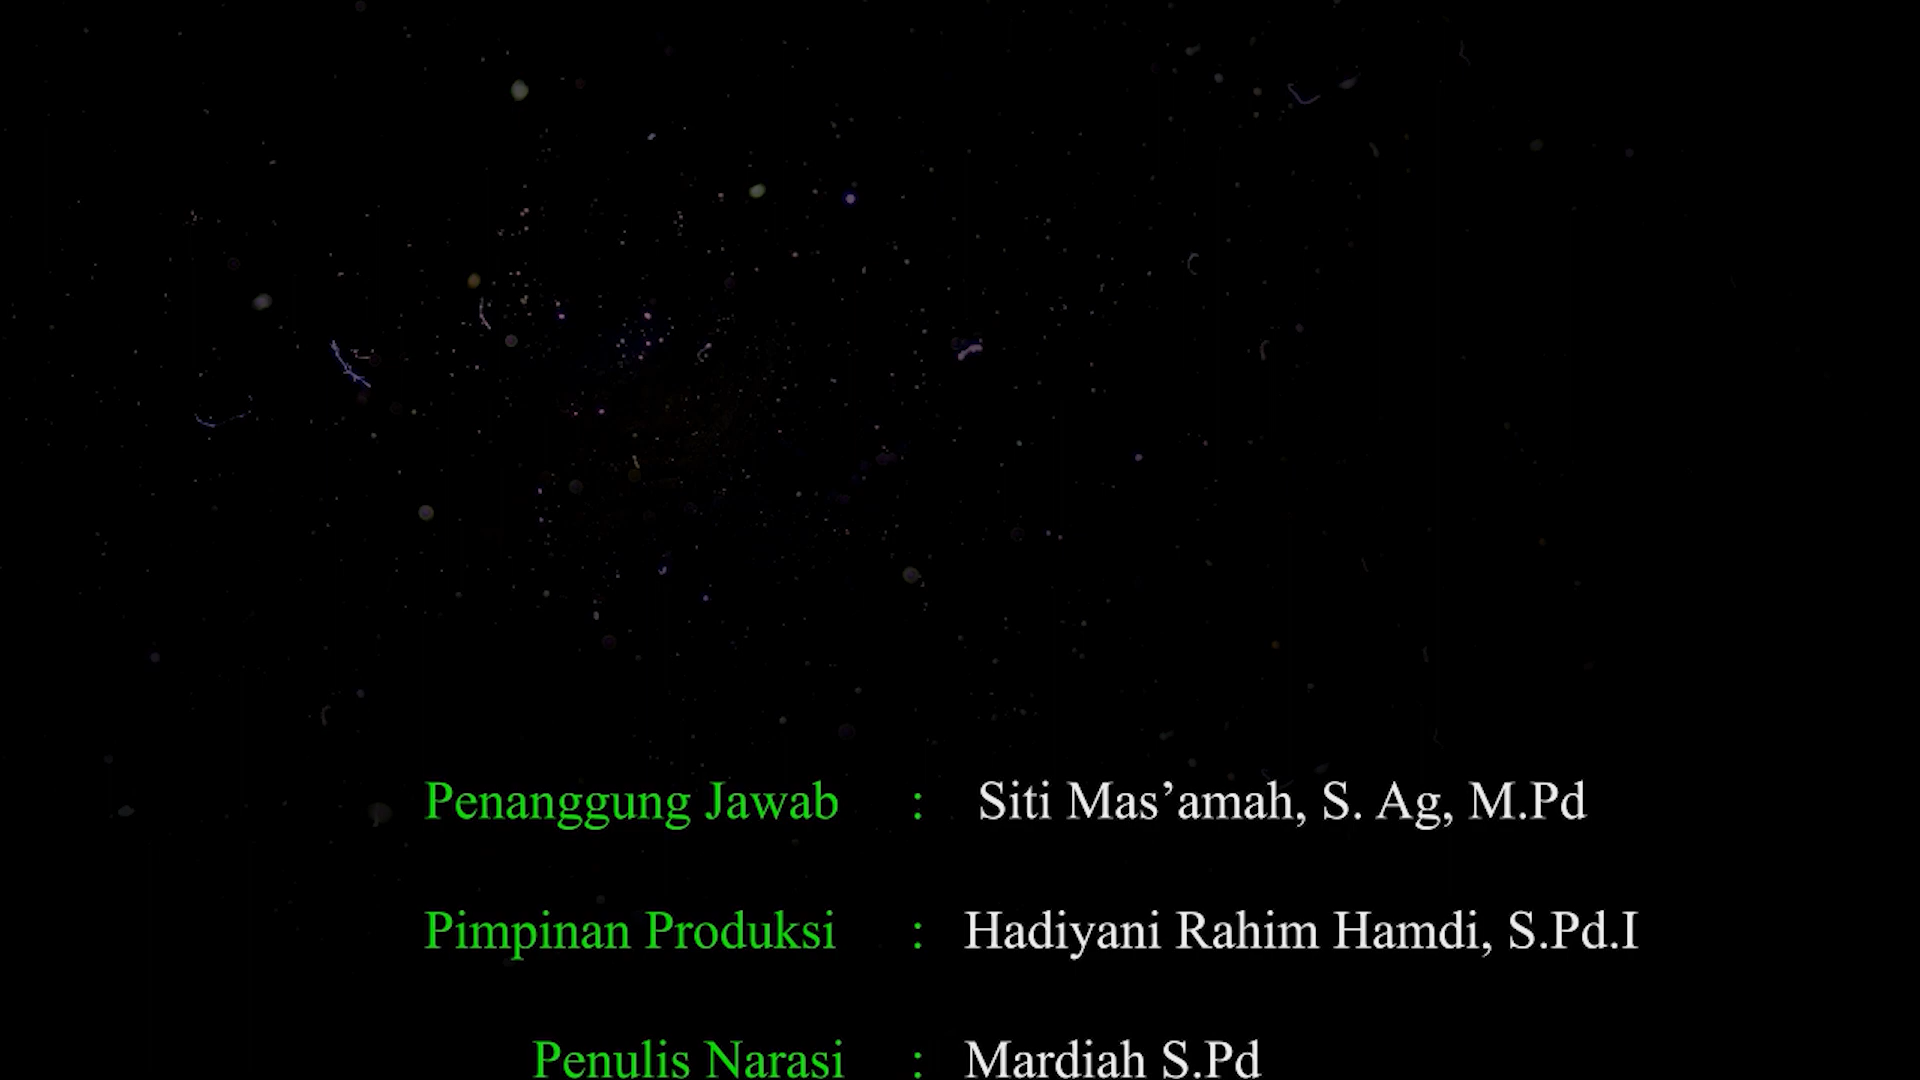 Penanggung Jawab : Siti Mas’amah, S. Ag, M.Pd
Pimpinan Produksi : Hadiyani Rahim Hamdi, S.Pd.I
Penulis Narasi : Mardiah S.Pd